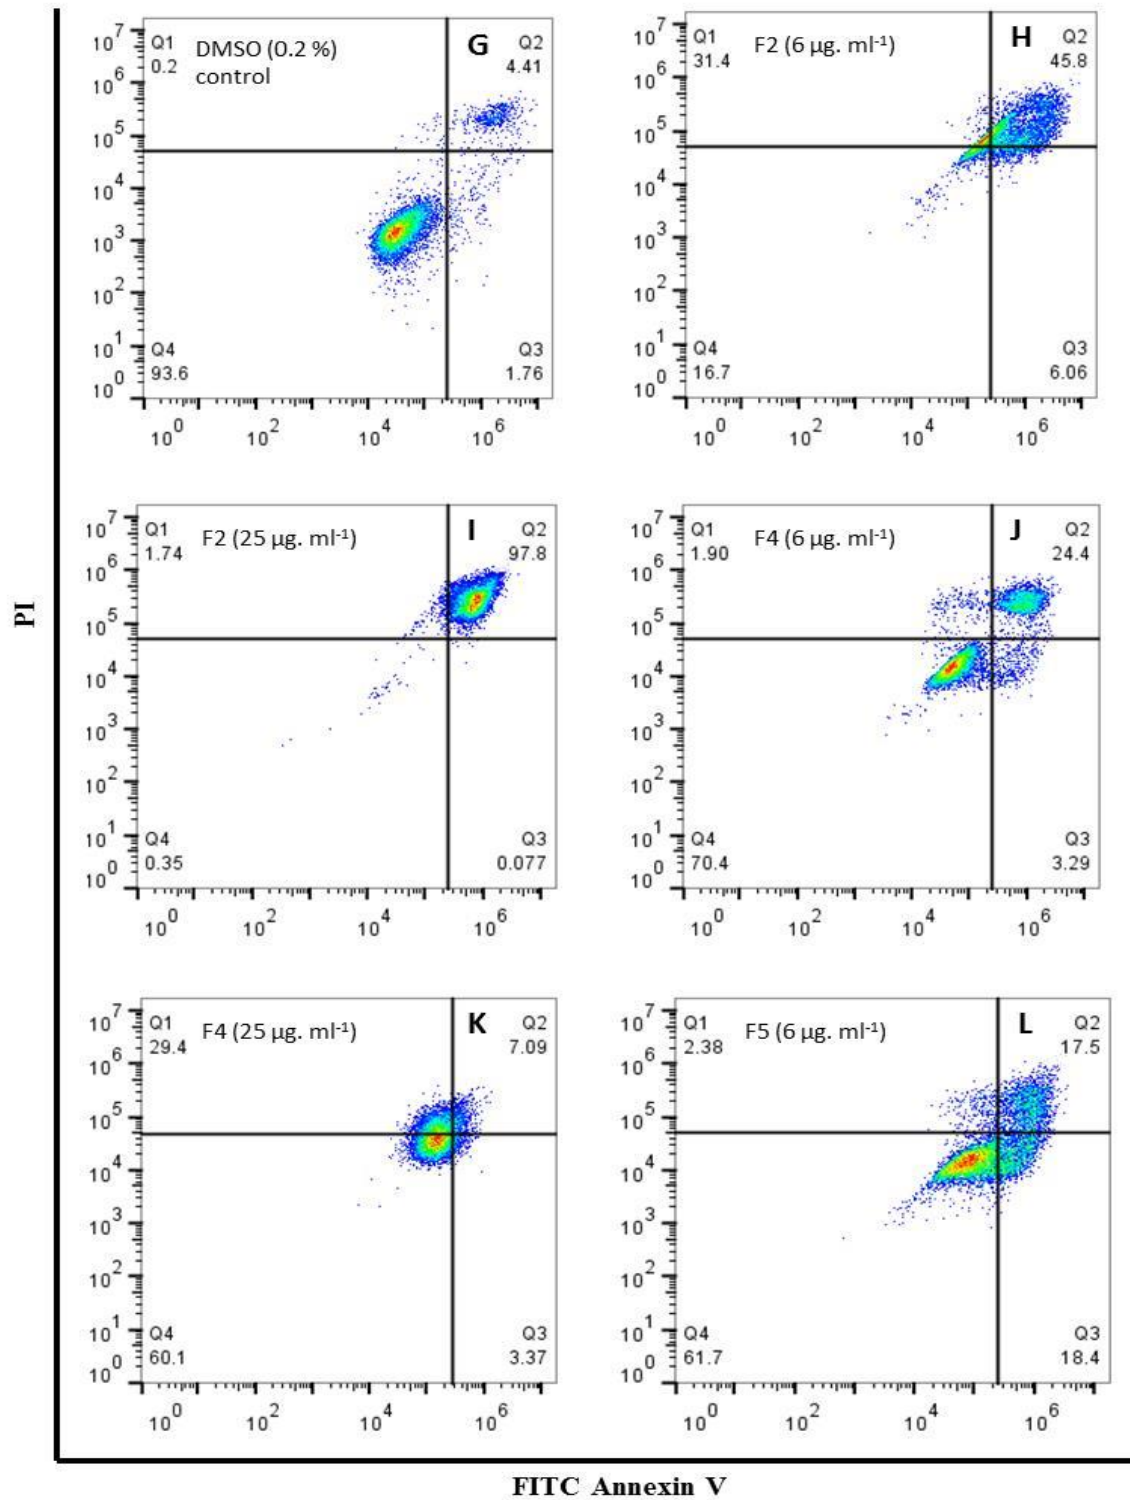 G
DMSO (0.2 %)
control
Q1
0.2
Q2
4.41
Q4
93.6
Q3
1.76
10^7
10^6
10^5
10^4
10^3
10^2
10^1
10^0
10^0 10^2 10^4 10^6
H
F2 (6 µg. ml-1)
Q1
31.4
Q2
45.8
Q4
16.7
Q3
6.06
10^7
10^6
10^5
10^4
10^3
10^2
10^1
10^0
10^0 10^2 10^4 10^6
I
F2 (25 µg. ml-1)
Q1
1.74
Q2
97.8
Q4
0.35
Q3
0.077
10^7
10^6
10^5
10^4
10^3
10^2
10^1
10^0
10^0 10^2 10^4 10^6
J
F4 (6 µg. ml-1)
Q1
1.90
Q2
24.4
Q4
70.4
Q3
3.29
10^7
10^6
10^5
10^4
10^3
10^2
10^1
10^0
10^0 10^2 10^4 10^6
K
F4 (25 µg. ml-1)
Q1
29.4
Q2
7.09
Q4
60.1
Q3
3.37
10^7
10^6
10^5
10^4
10^3
10^2
10^1
10^0
10^0 10^2 10^4 10^6
L
F5 (6 µg. ml-1)
Q1
2.38
Q2
17.5
Q4
61.7
Q3
18.4
10^7
10^6
10^5
10^4
10^3
10^2
10^1
10^0
10^0 10^2 10^4 10^6
PI
FITC Annexin V